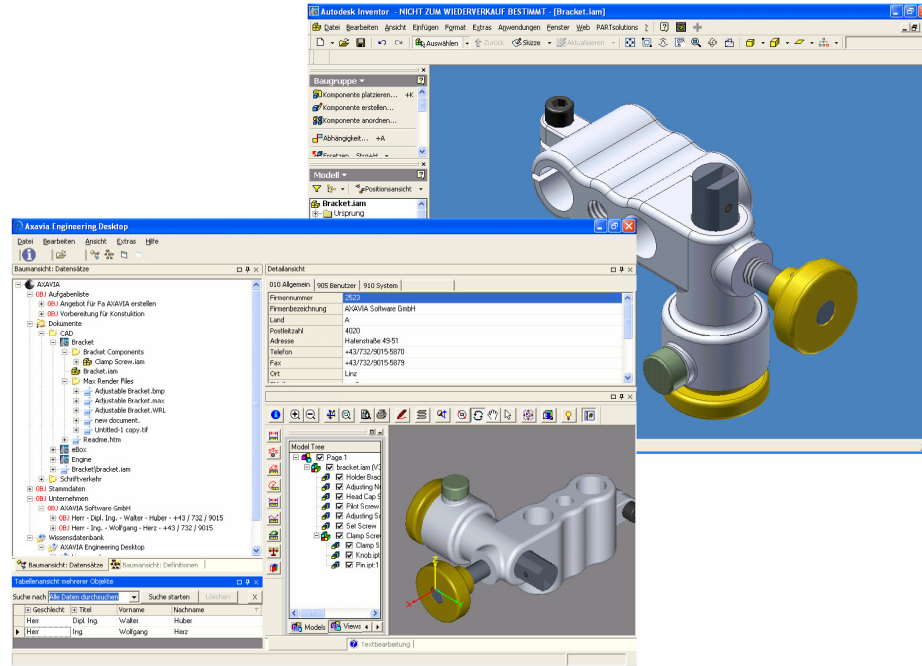 Autodesk Inventor - NICHT ZUM WIEDERVERKAUF BESTIMMT - [Bracket.iam]
Datei Bearbeiten Ansicht Einfügen Format Extras Anwendungen Fenster Web PARTsolutions ?
Auswählen Zurück Skizze Aktualisieren
Baugruppe
Komponente platzieren... +K
Komponente erstellen...
Komponente anordnen...
Abhängigkeit... +A
Ersetzen Strg+H
Modell
Positionsansicht
Bracket.iam
Ursprung
Axavia Engineering Desktop
Datei Bearbeiten Ansicht Extras Hilfe
Baumansicht: Datensätze
AXAVIA
OBJ Aufgabenliste
OBJ Angebot für Fa AXAVIA erstellen
OBJ Vorbereitung für Konstuktion
Dokumente
CAD
Bracket
Bracket Components
Clamp Screw.iam
Bracket.iam
Max Render Files
Adjustable Bracket.bmp
Adjustable Bracket.max
Adjustable Bracket.WRL
new document.
Untitled-1 copy.tif
Readme.htm
eBox
Engine
Bracket\bracket.iam
Schriftverkehr
OBJ Stammdaten
OBJ Unternehmen
OBJ AXAVIA Software GmbH
OBJ Herr - Dipl. Ing. - Walter - Huber - +43 / 732 / 9015
OBJ Herr - Ing. - Wolfgang - Herz - +43 / 732 / 9015
Wissensdatenbank
AXAVIA Engineering Desktop
Baumansicht: Datensätze Baumansicht: Definitionen
Tabellenansicht mehrerer Objekte
Suche nach Alle Daten durchsuchen Suche starten Löschen X
Geschlecht Titel Vorname Nachname
Herr Dipl. Ing. Walter Huber
Herr Ing. Wolfgang Herz
Detailansicht
010 Allgemein 905 Benutzer 910 System
Firmennummer 2523
Firmenbezeichnung AXAVIA Software GmbH
Land A
Postleitzahl 4020
Adresse Hafenstraße 49-51
Telefon +43/732/9015-5870
Fax +43/732/9015-5879
Ort Linz
Model Tree
Page 1
bracket.iam (V3
Holder Brac
Adjusting N
Head Cap S
Pilot Screw.
Adjusting S
Set Screw
Clamp Screw
Clamp S
Knob.ipt
Pin.ipt:1
Z
X
Models Views
Textbearbeitung